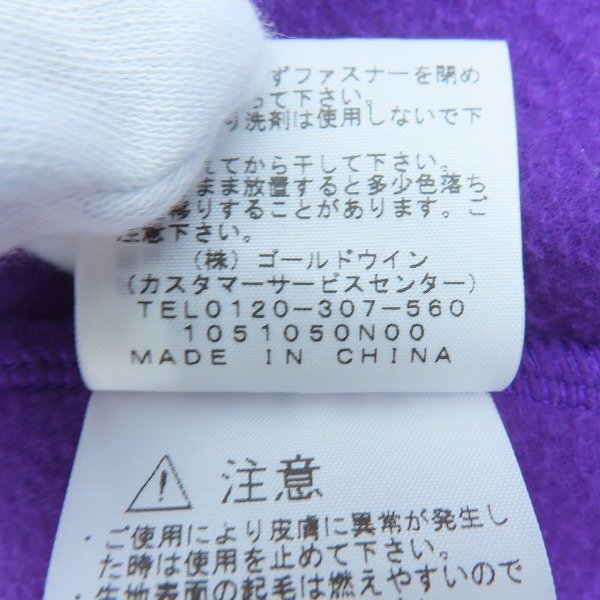 ずファスナーを閉め
って下さい。
り洗剤は使用しないで下
てから干して下さい。
まま放置すると多少色落ち
移りすることがあります。ご
注意下さい。
(株) ゴールドウイン
(カスタマーサービスセンター)
TEL0120-307-560
1051050N00
MADE IN CHINA
注意
・ご使用により皮膚に異常が発生し
た時は使用を止めて下さい。
・生地表面の起毛は燃えやすいので